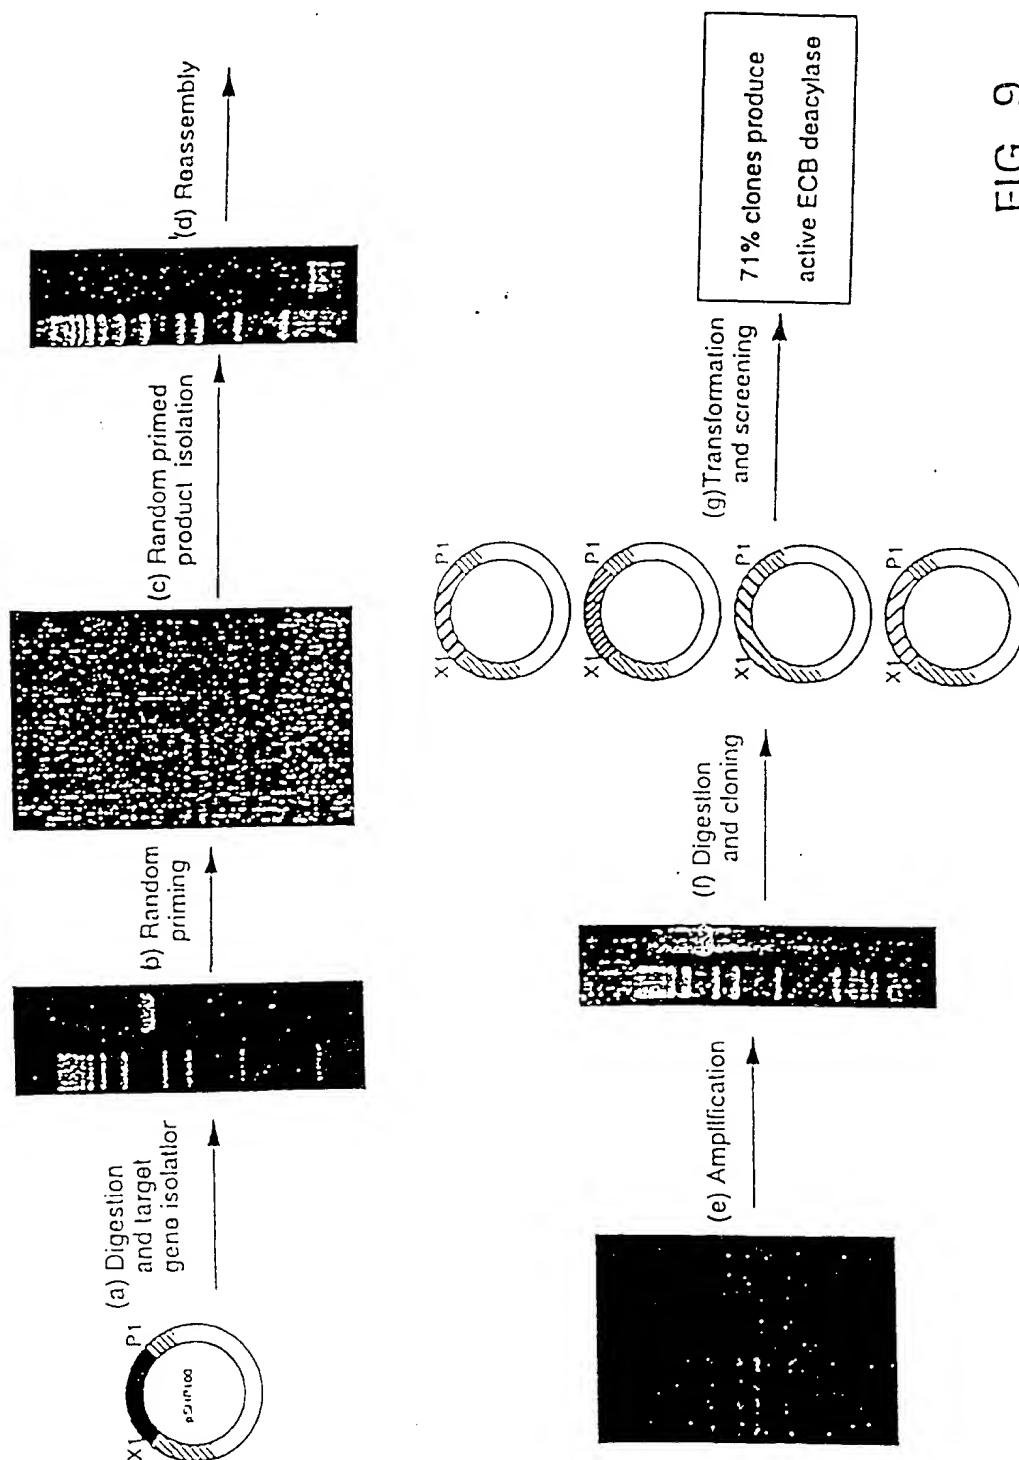 X1
P1
(a) Digestion
and target
gene isolation
b) Random
priming
(c) Random primed
product isolation
(d) Reassembly
(e) Amplification
(f) Digestion
and cloning
X1
P1
X1
P1
X1
P1
X1
P1
(g) Transformation
and screening
71% clones produce
active ECB deacylase
FIG 9